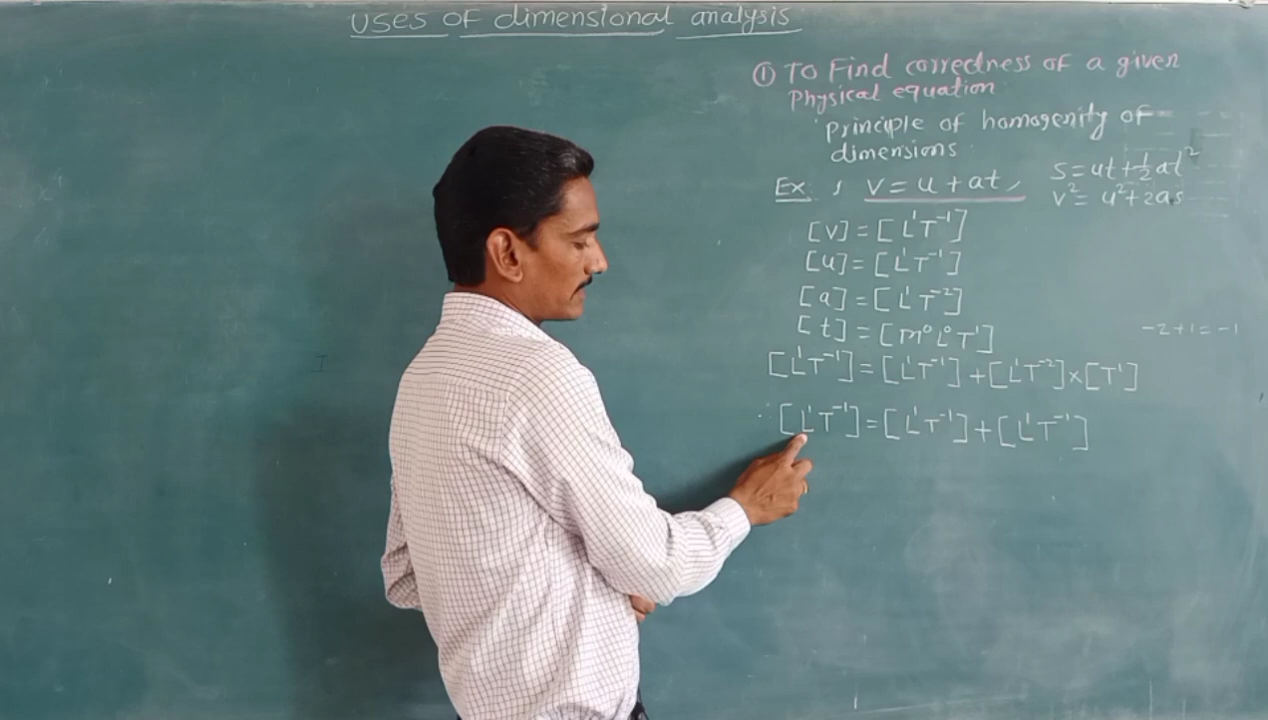 Uses of dimensional analysis
① To Find correctness of a given
Physical equation
Principle of homogenity of
dimensions
Ex. , v = u + at , s = ut + ½ at²
v² = u² + 2as
[v] = [L¹T⁻¹]
[u] = [L¹T⁻¹]
[a] = [L¹T⁻²]
[t] = [M⁰L⁰T¹]
-2+1=-1
[L¹T⁻¹] = [L¹T⁻¹] + [L¹T⁻²] × [T¹]
∴ [L¹T⁻¹] = [L¹T⁻¹] + [L¹T⁻¹]